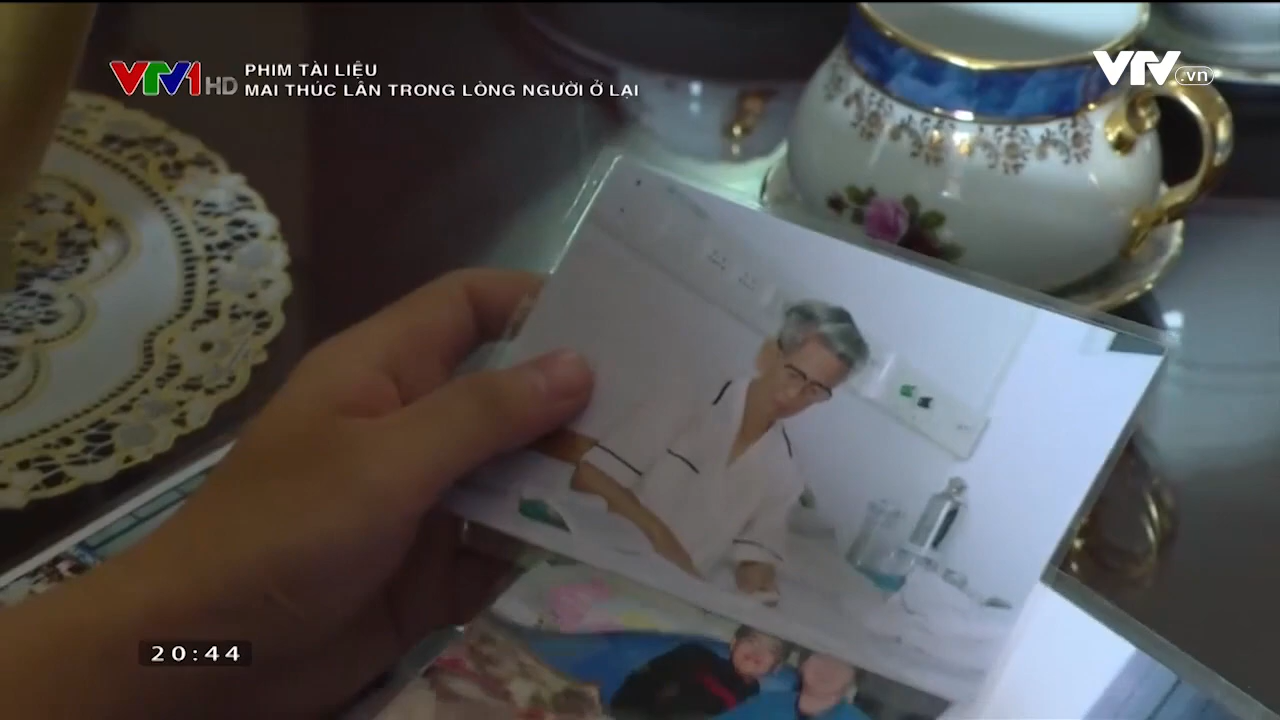 VTV1 HD
PHIM TÀI LIỆU
MAI THÚC LÂN TRONG LÒNG NGƯỜI Ở LẠI
VTV.vn
20:44